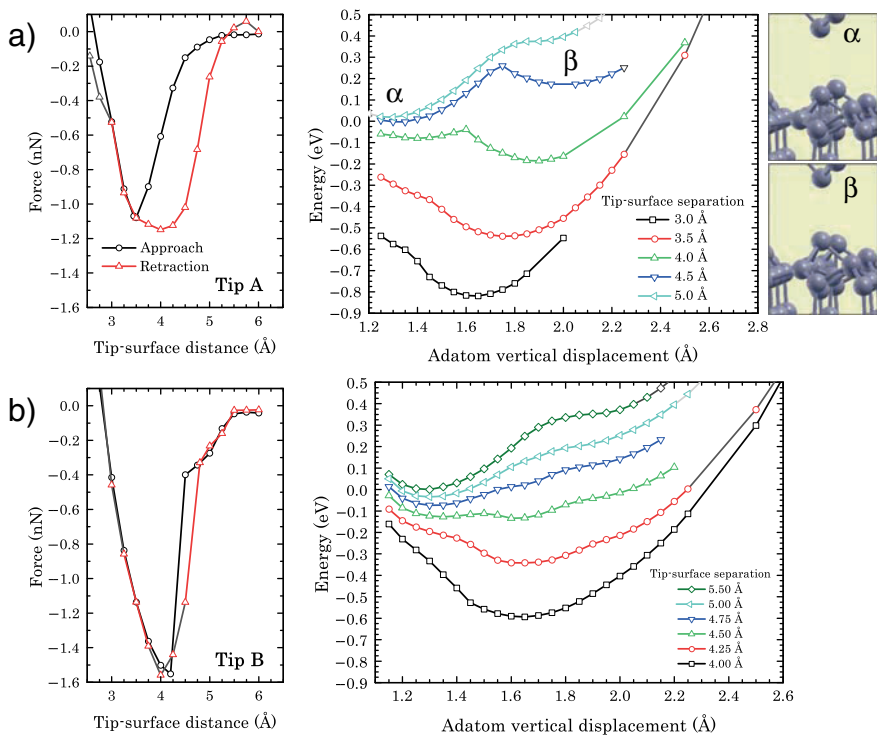 a)
0.0
−0.2
−0.4
−0.6
−0.8
−1.0
−1.2
−1.4
−1.6
Force (nN)
Approach
Retraction
Tip A
3 4 5 6
Tip-surface distance (Å)
0.5
0.4
0.3
0.2
0.1
0.0
−0.1
−0.2
−0.3
−0.4
−0.5
−0.6
−0.7
−0.8
−0.9
Energy (eV)
α
β
Tip-surface separation
3.0 Å
3.5 Å
4.0 Å
4.5 Å
5.0 Å
1.2 1.4 1.6 1.8 2.0 2.2 2.4 2.6 2.8
Adatom vertical displacement (Å)
α
β
b)
0.0
−0.2
−0.4
−0.6
−0.8
−1.0
−1.2
−1.4
−1.6
Force (nN)
Tip B
3 4 5 6
Tip-surface distance (Å)
0.5
0.4
0.3
0.2
0.1
0.0
−0.1
−0.2
−0.3
−0.4
−0.5
−0.6
−0.7
−0.8
−0.9
Energy (eV)
Tip-surface separation
5.50 Å
5.00 Å
4.75 Å
4.50 Å
4.25 Å
4.00 Å
1.2 1.4 1.6 1.8 2.0 2.2 2.4 2.6
Adatom vertical displacement (Å)